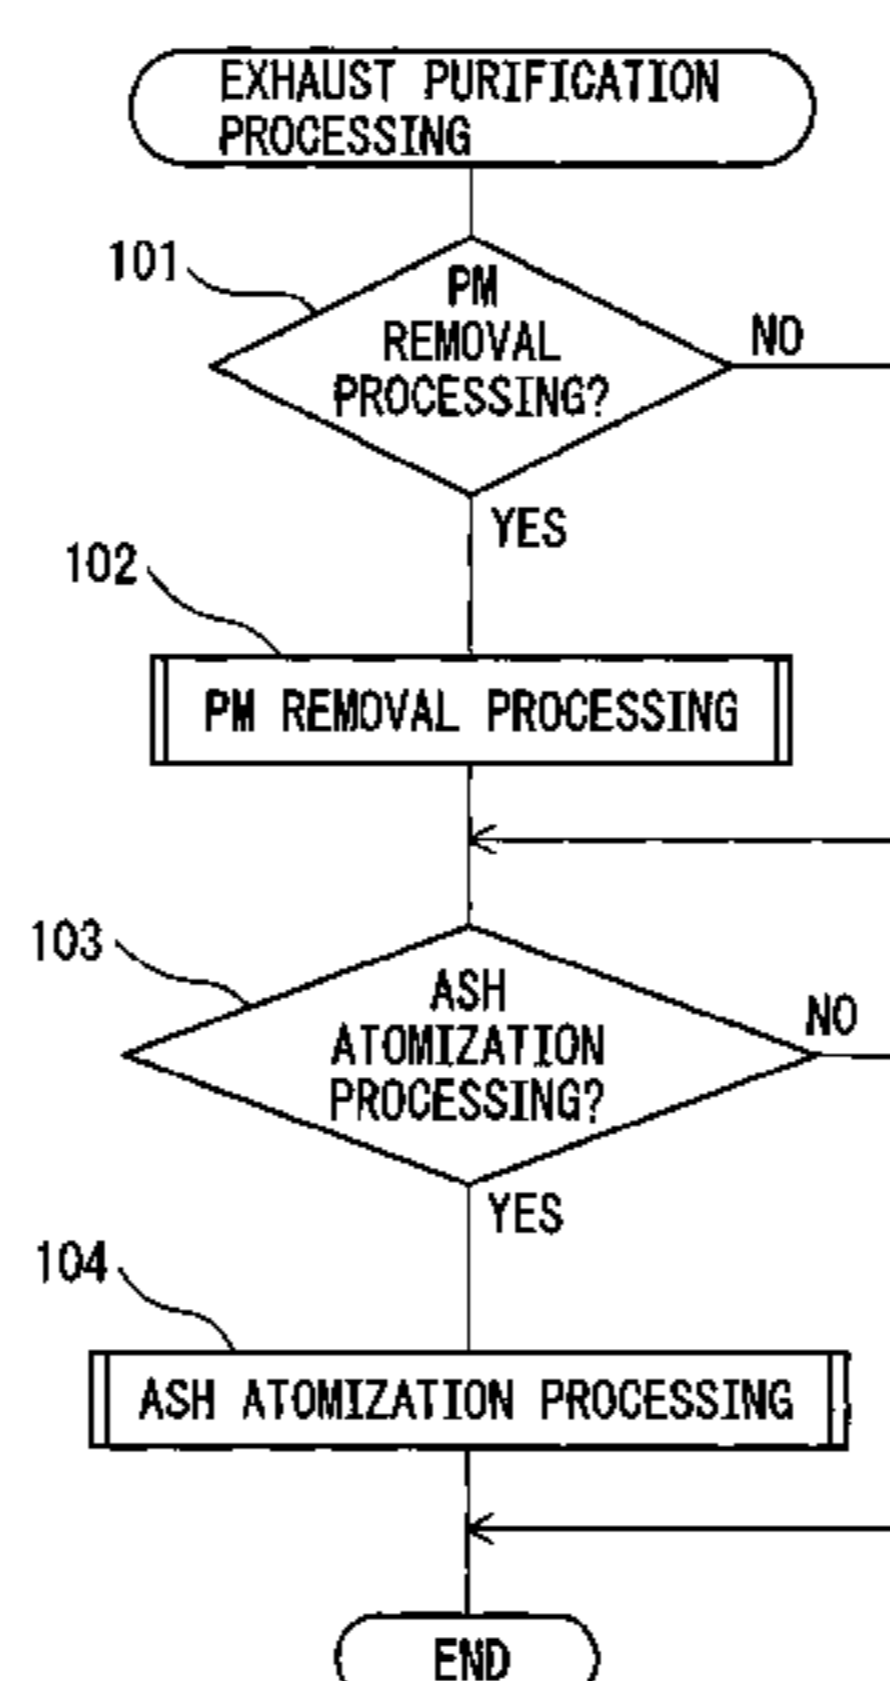 EXHAUST PURIFICATION
PROCESSING
101
PM
REMOVAL
PROCESSING?
NO
YES
102
PM REMOVAL PROCESSING
103
ASH
ATOMIZATION
PROCESSING?
NO
YES
104
ASH ATOMIZATION PROCESSING
END